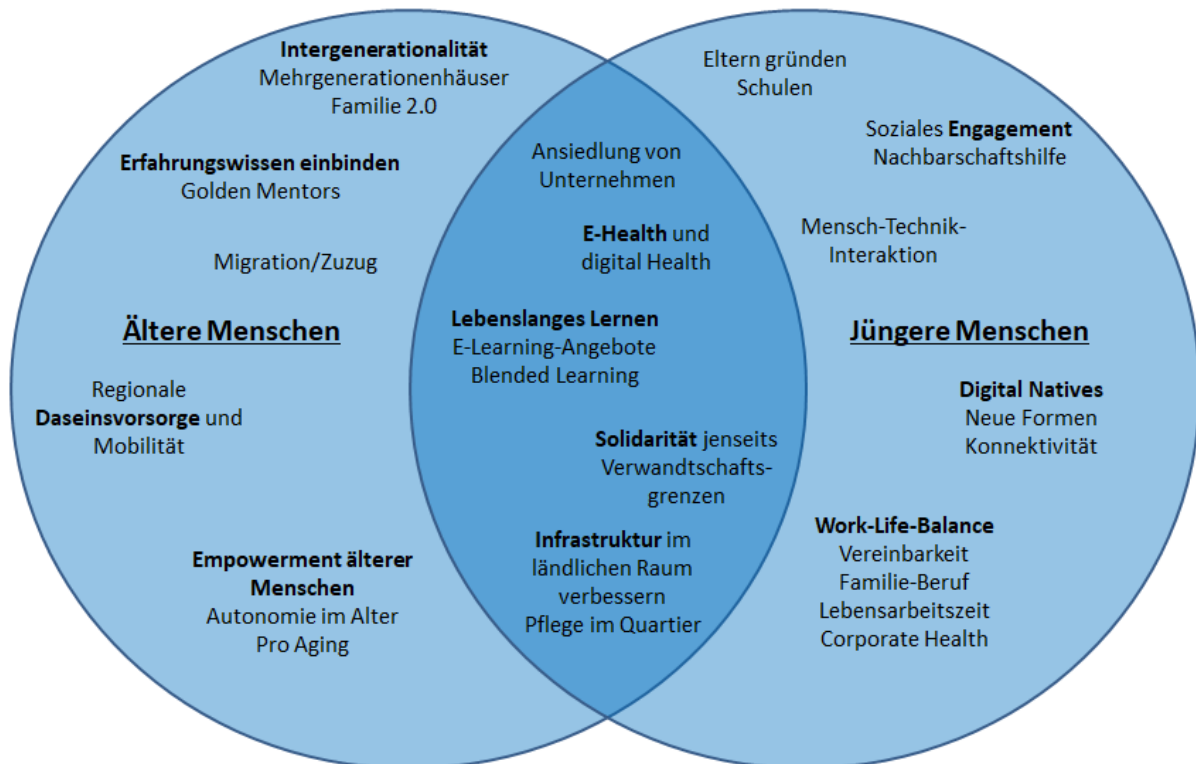 Intergenerationalität
Mehrgenerationenhäuser
Familie 2.0
Erfahrungswissen einbinden
Golden Mentors
Migration/Zuzug
Ältere Menschen
Regionale
Daseinsvorsorge und
Mobilität
Empowerment älterer
Menschen
Autonomie im Alter
Pro Aging
Ansiedlung von
Unternehmen
E-Health und
digital Health
Lebenslanges Lernen
E-Learning-Angebote
Blended Learning
Solidarität jenseits
Verwandtschafts-
grenzen
Infrastruktur im
ländlichen Raum
verbessern
Pflege im Quartier
Eltern gründen
Schulen
Soziales Engagement
Nachbarschaftshilfe
Mensch-Technik-
Interaktion
Jüngere Menschen
Digital Natives
Neue Formen
Konnektivität
Work-Life-Balance
Vereinbarkeit
Familie-Beruf
Lebensarbeitszeit
Corporate Health